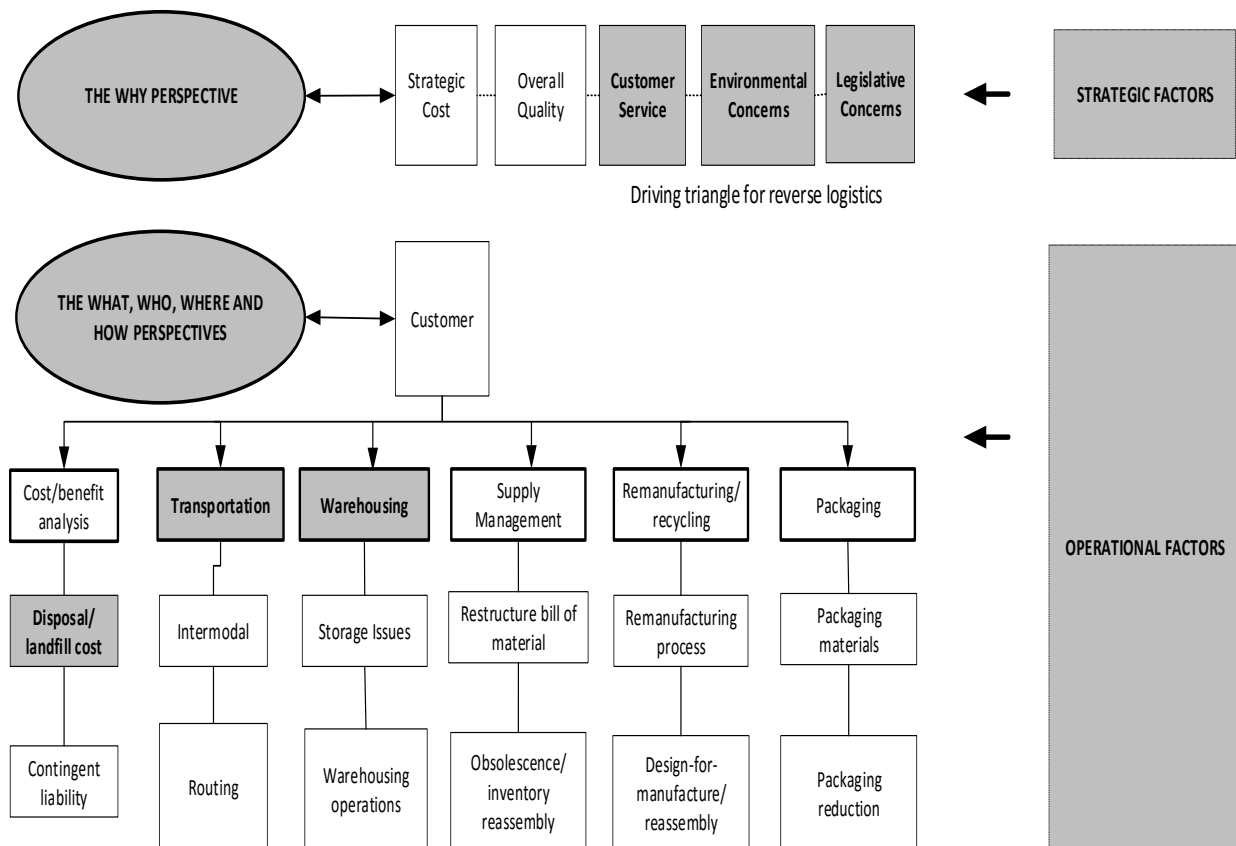 THE WHY PERSPECTIVE
Strategic
Cost
Overall
Quality
Customer
Service
Environmental
Concerns
Legislative
Concerns
STRATEGIC FACTORS
Driving triangle for reverse logistics
THE WHAT, WHO, WHERE AND
HOW PERSPECTIVES
Customer
OPERATIONAL FACTORS
Cost/benefit
analysis
Transportation
Warehousing
Supply
Management
Remanufacturing/
recycling
Packaging
Disposal/
landfill cost
Intermodal
Storage Issues
Restructure bill of
material
Remanufacturing
process
Packaging
materials
Contingent
liability
Routing
Warehousing
operations
Obsolescence/
inventory
reassembly
Design-for-
manufacture/
reassembly
Packaging
reduction